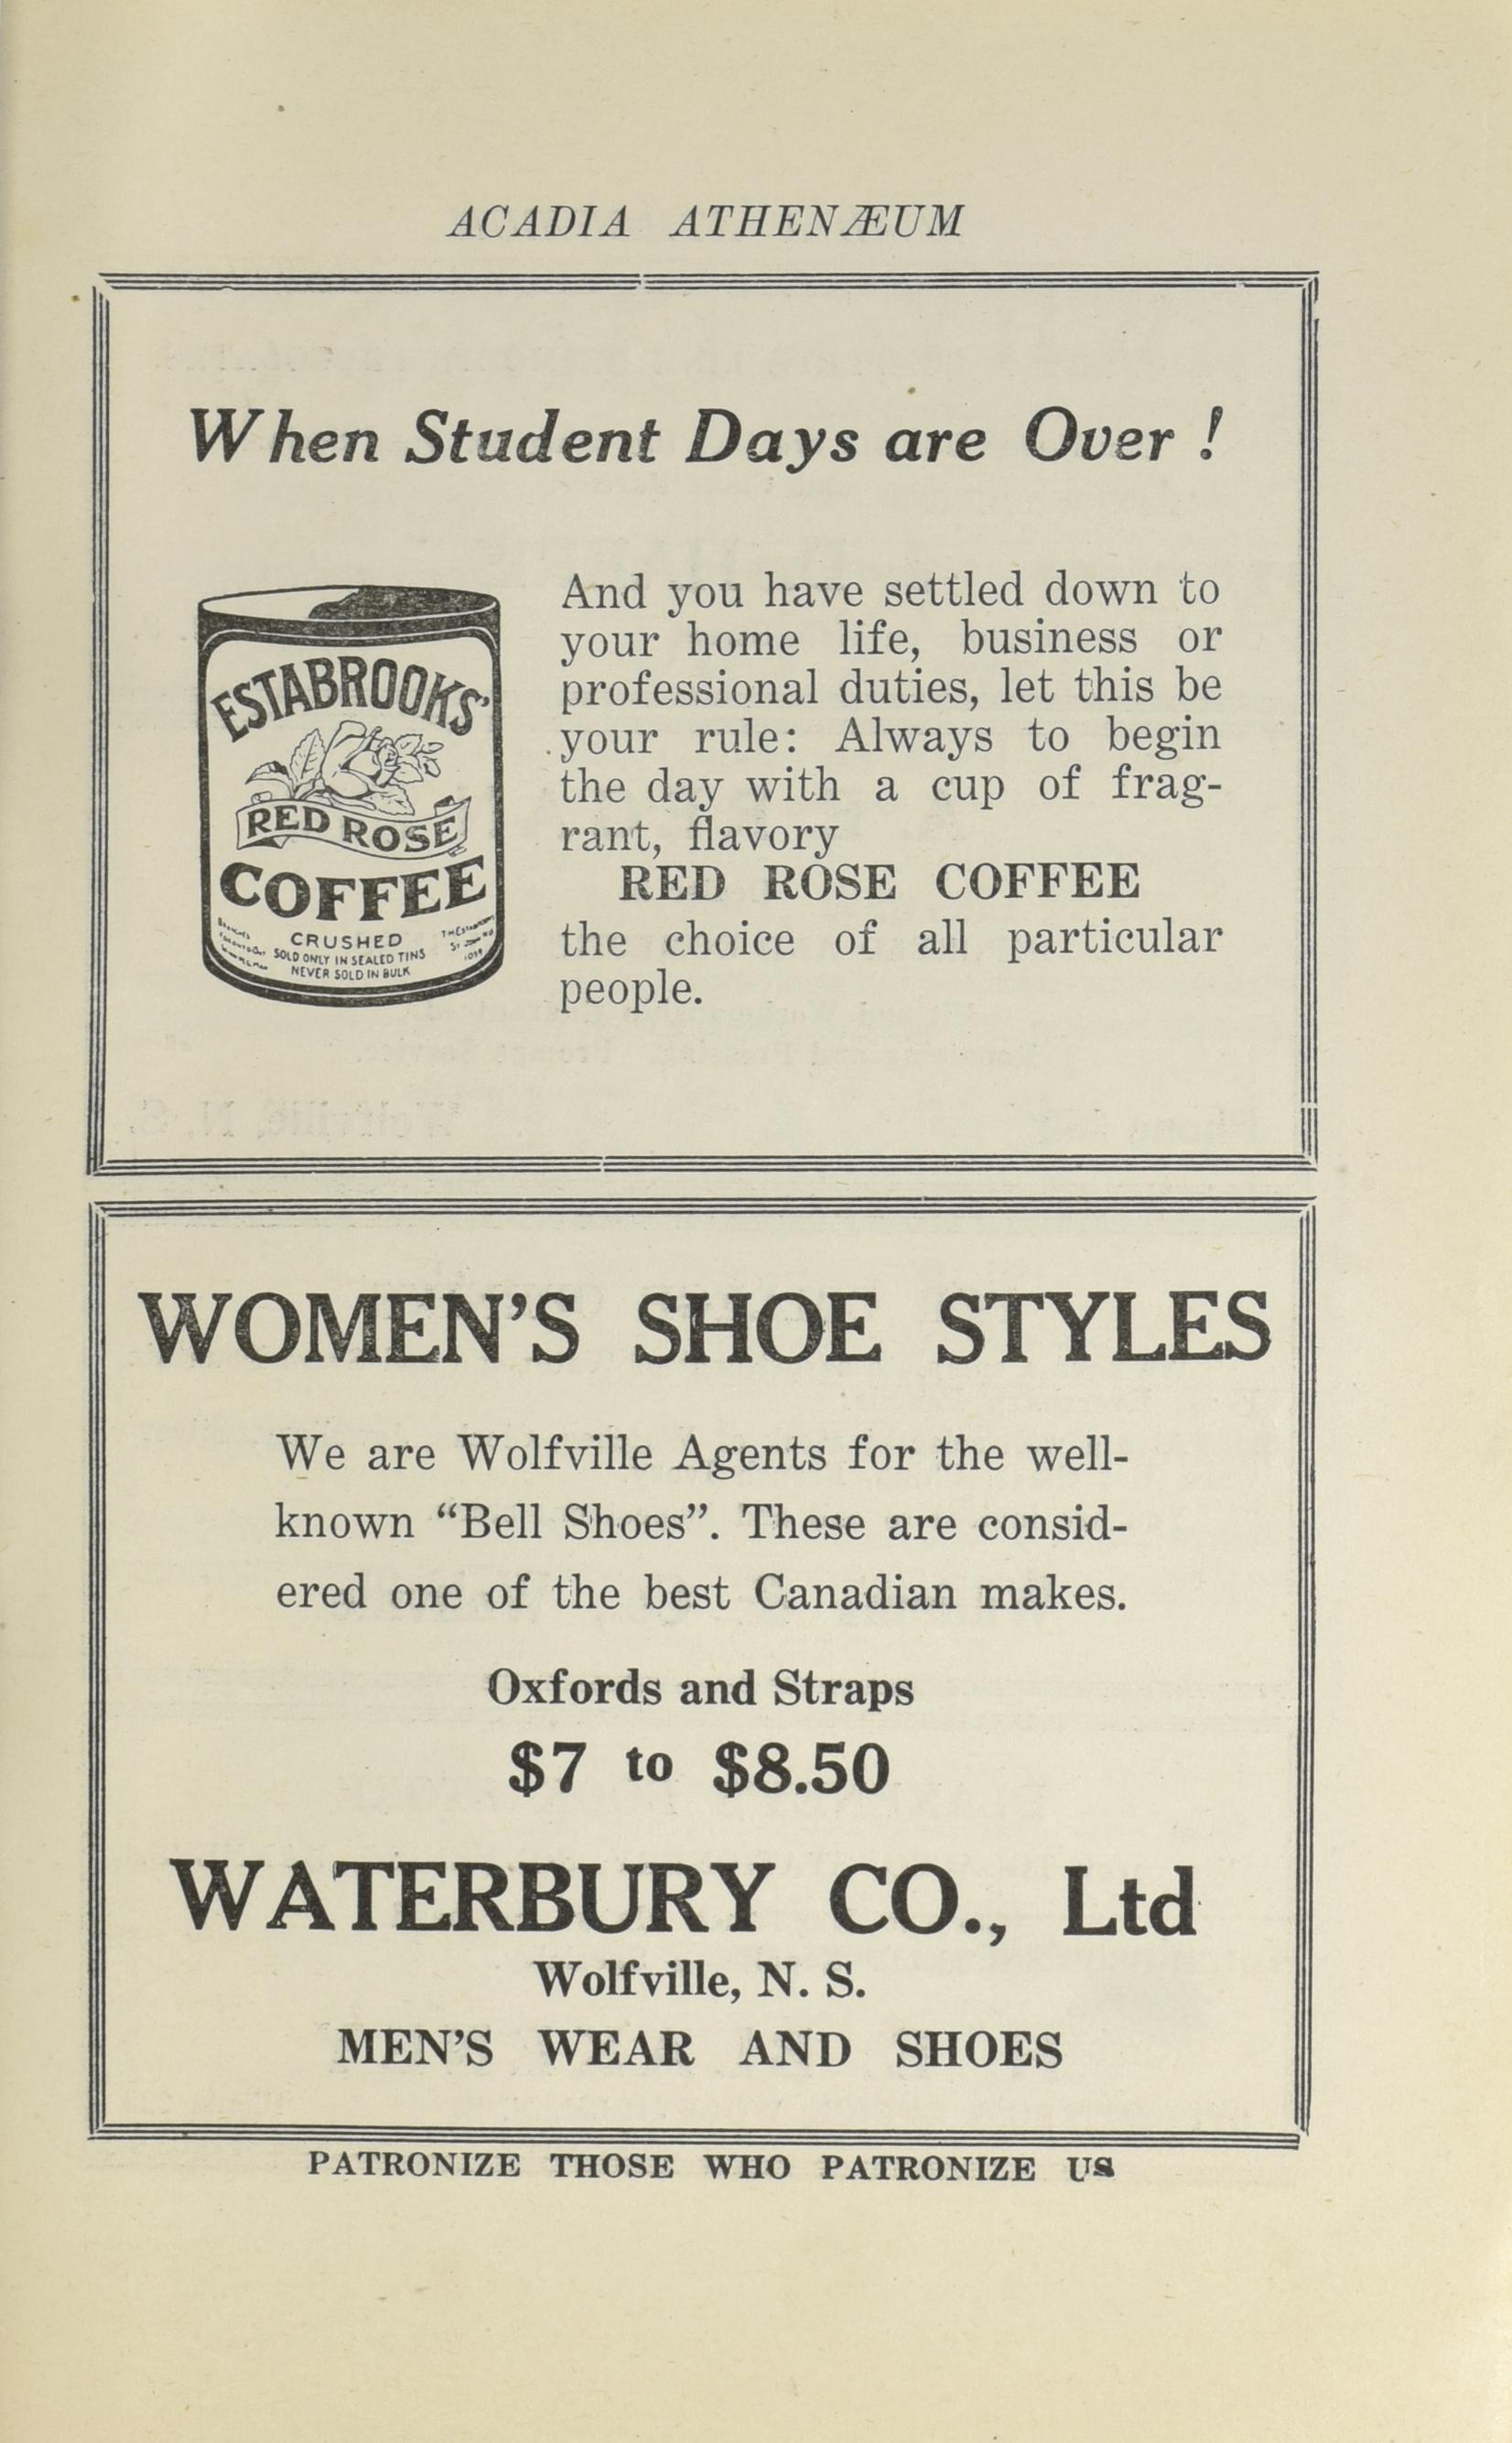 ACADIA ATHENÆUM
When Student Days are Over !
ESTABROOKS'
RED ROSE
COFFEE
CRUSHED
SOLD ONLY IN SEALED TINS
NEVER SOLD IN BULK
And you have settled down to
your home life, business or
professional duties, let this be
your rule: Always to begin
the day with a cup of frag-
rant, flavory
RED ROSE COFFEE
the choice of all particular
people.
WOMEN'S SHOE STYLES
We are Wolfville Agents for the well-
known “Bell Shoes”. These are consid-
ered one of the best Canadian makes.
Oxfords and Straps
$7 to $8.50
WATERBURY CO., Ltd
Wolfville, N. S.
MEN'S WEAR AND SHOES
PATRONIZE THOSE WHO PATRONIZE US